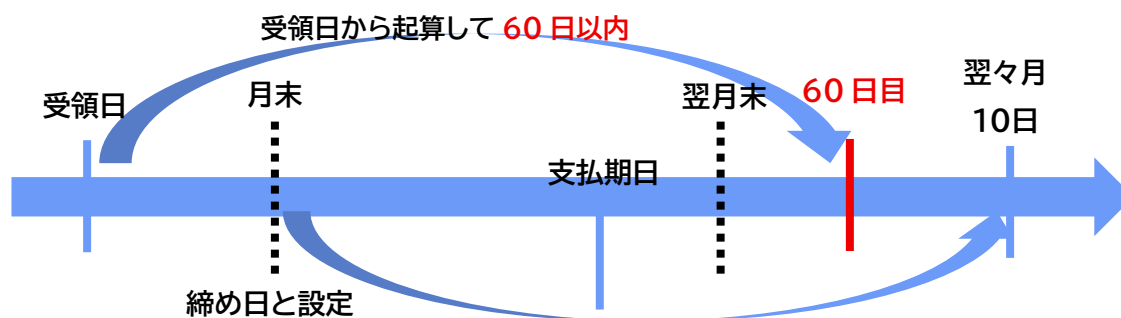 受領日から起算して 60 日以内
受領日
月末
翌月末
60 日目
翌々月
10日
支払期日
締め日と設定